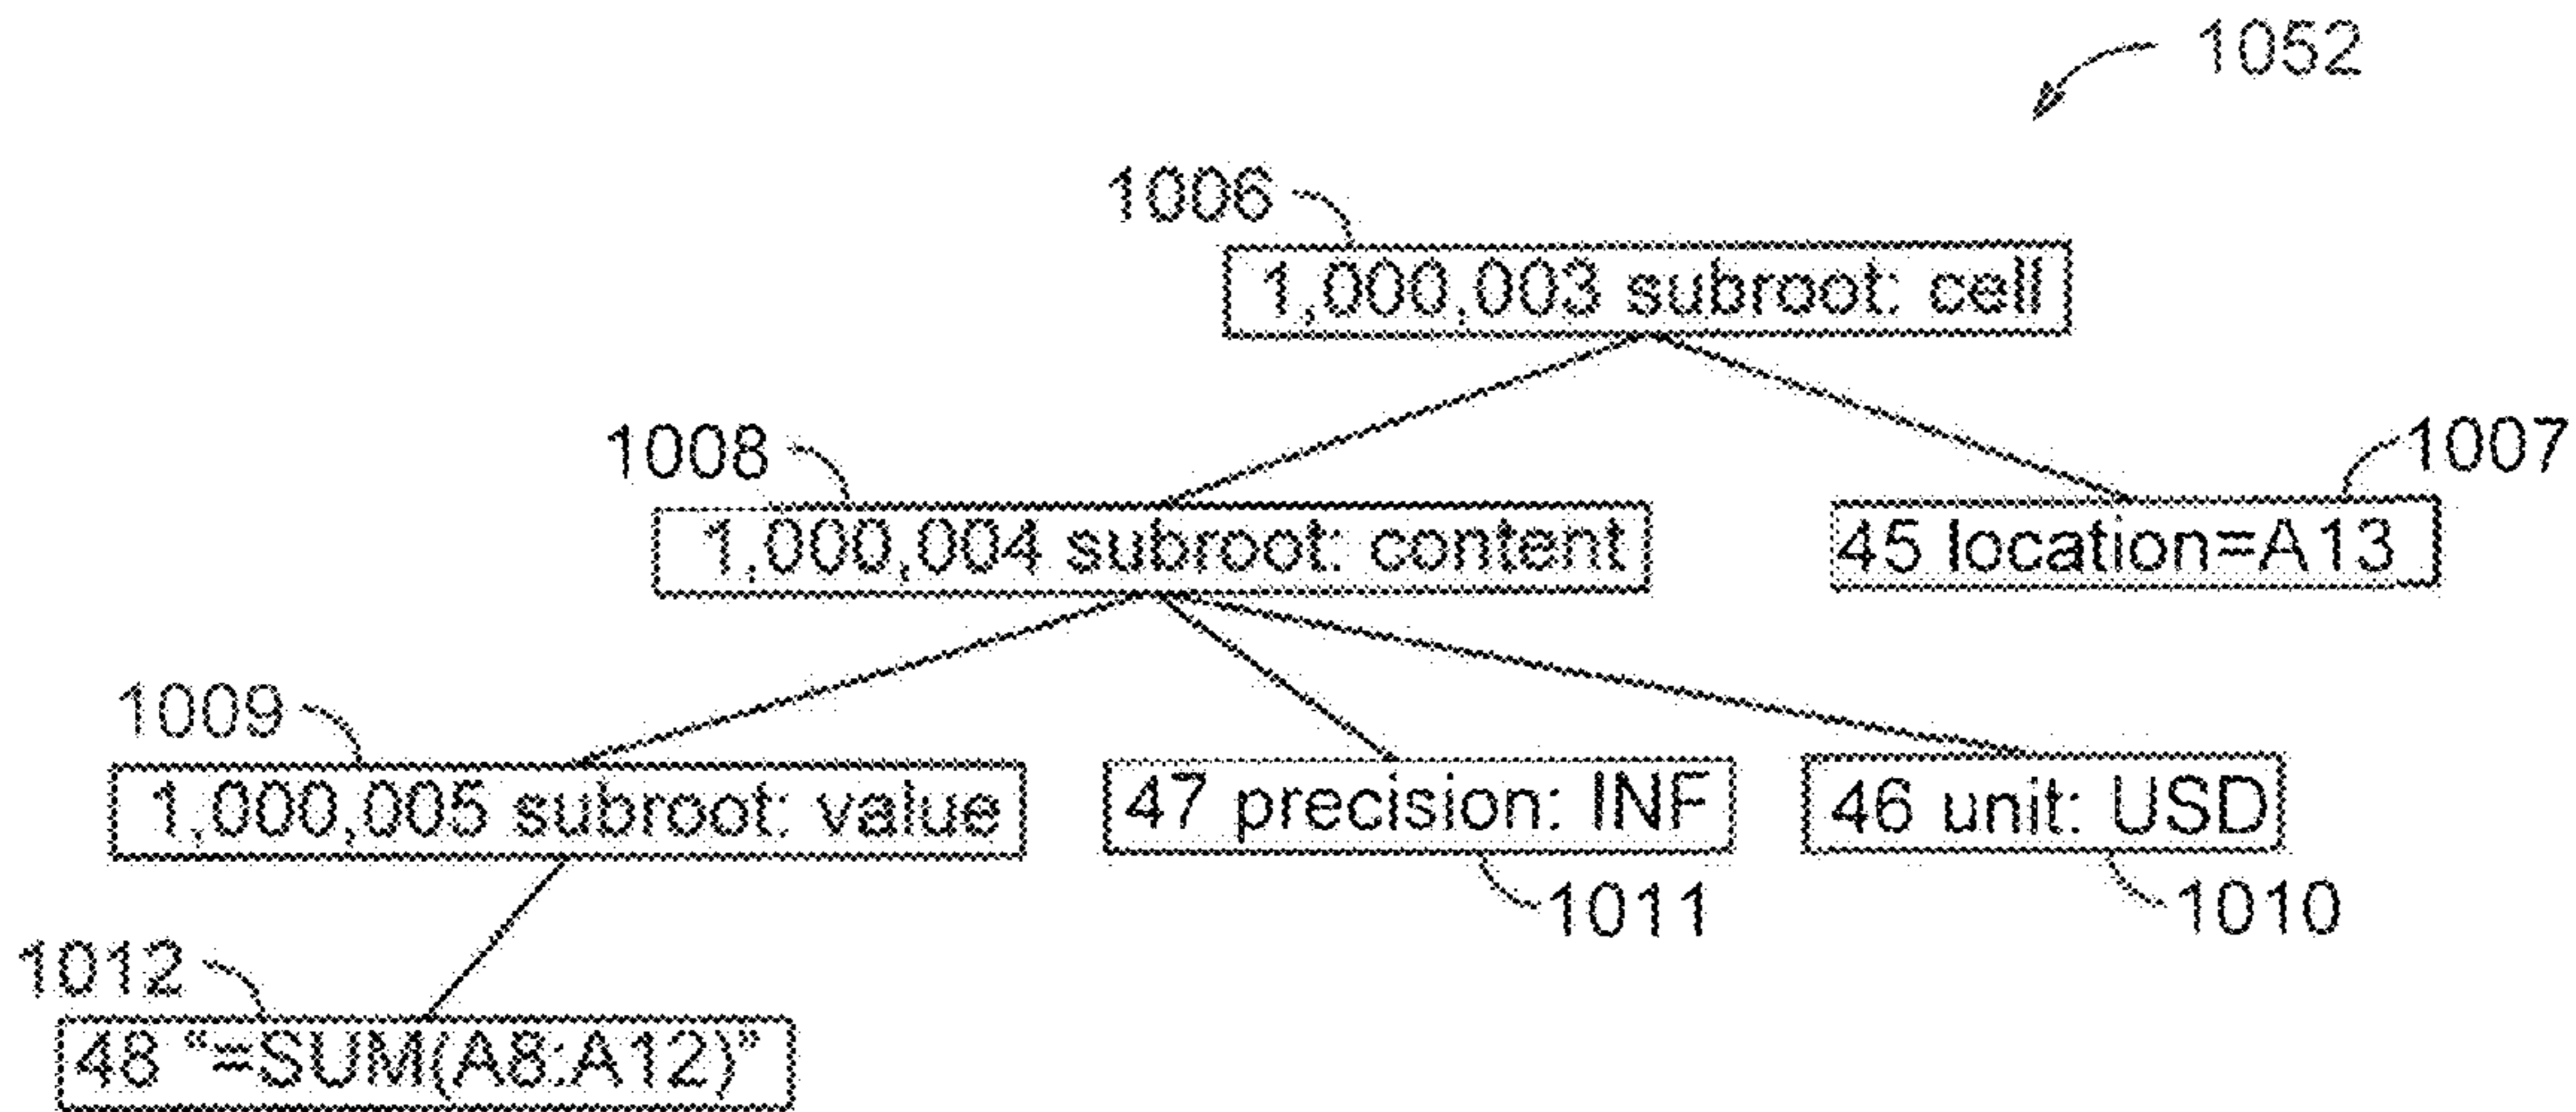 1052
1006
1,000,003 subroot: cell
1008
1007
1,000,004 subroot: content
45 location=A13
1009
1,000,005 subroot: value
47 precision: INF
46 unit: USD
1011
1010
1012
48 “=SUM(A8:A12)”